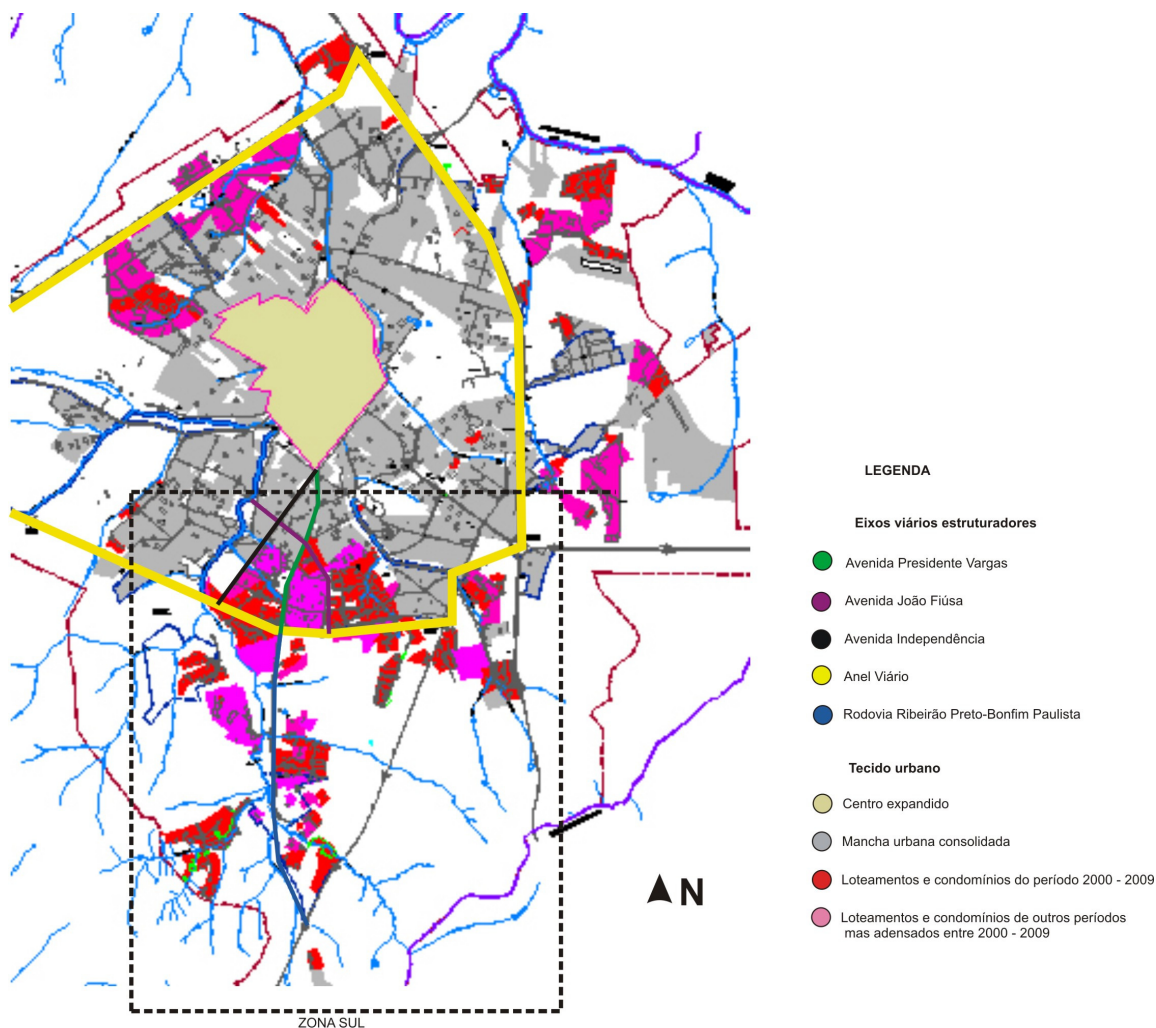 LEGENDA
Eixos viários estruturadores
Avenida Presidente Vargas
Avenida João Fiúsa
Avenida Independência
Anel Viário
Rodovia Ribeirão Preto-Bonfim Paulista
Tecido urbano
Centro expandido
Mancha urbana consolidada
Loteamentos e condomínios do período 2000 - 2009
Loteamentos e condomínios de outros períodos
mas adensados entre 2000 - 2009
N
ZONA SUL